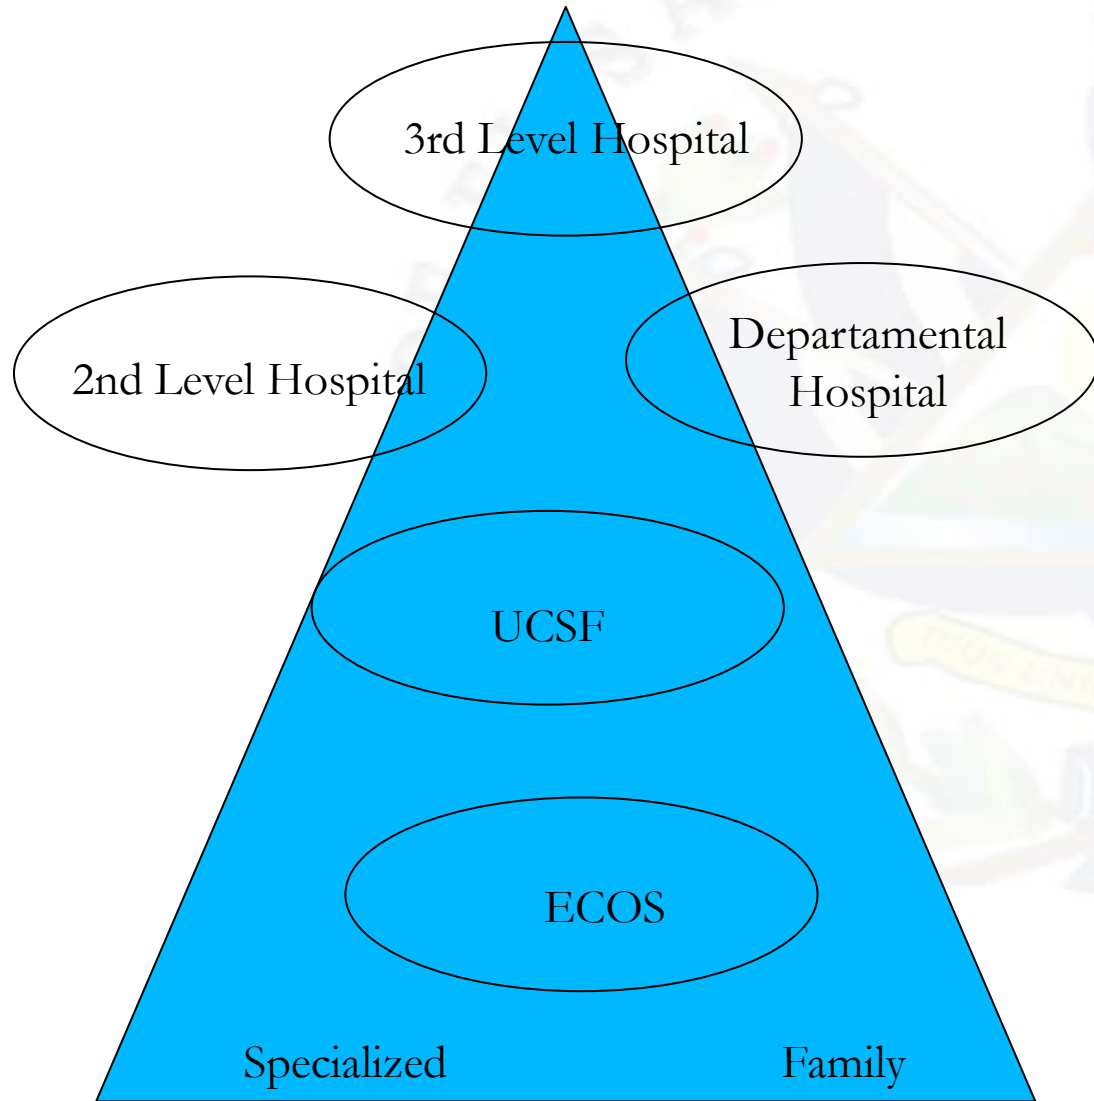 3rd Level Hospital
2nd Level Hospital
Departamental
Hospital
UCSF
ECOS
Specialized
Family